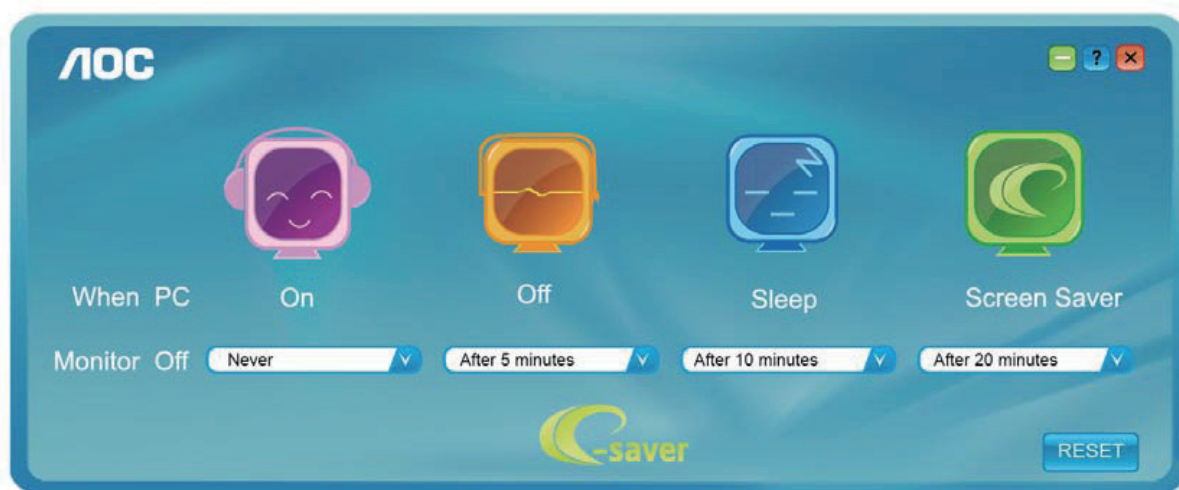 AOC
?
When PC On Off Sleep Screen Saver
Monitor Off Never After 5 minutes After 10 minutes After 20 minutes
e-saver
RESET